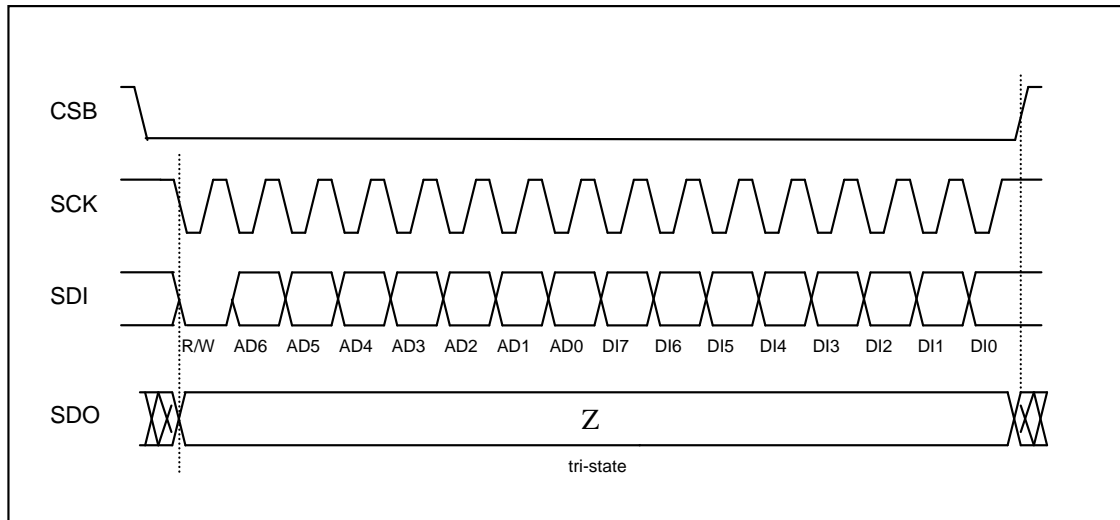 CSB
SCK
SDI
R/W AD6 AD5 AD4 AD3 AD2 AD1 AD0 DI7 DI6 DI5 DI4 DI3 DI2 DI1 DI0
SDO
Z
tri-state